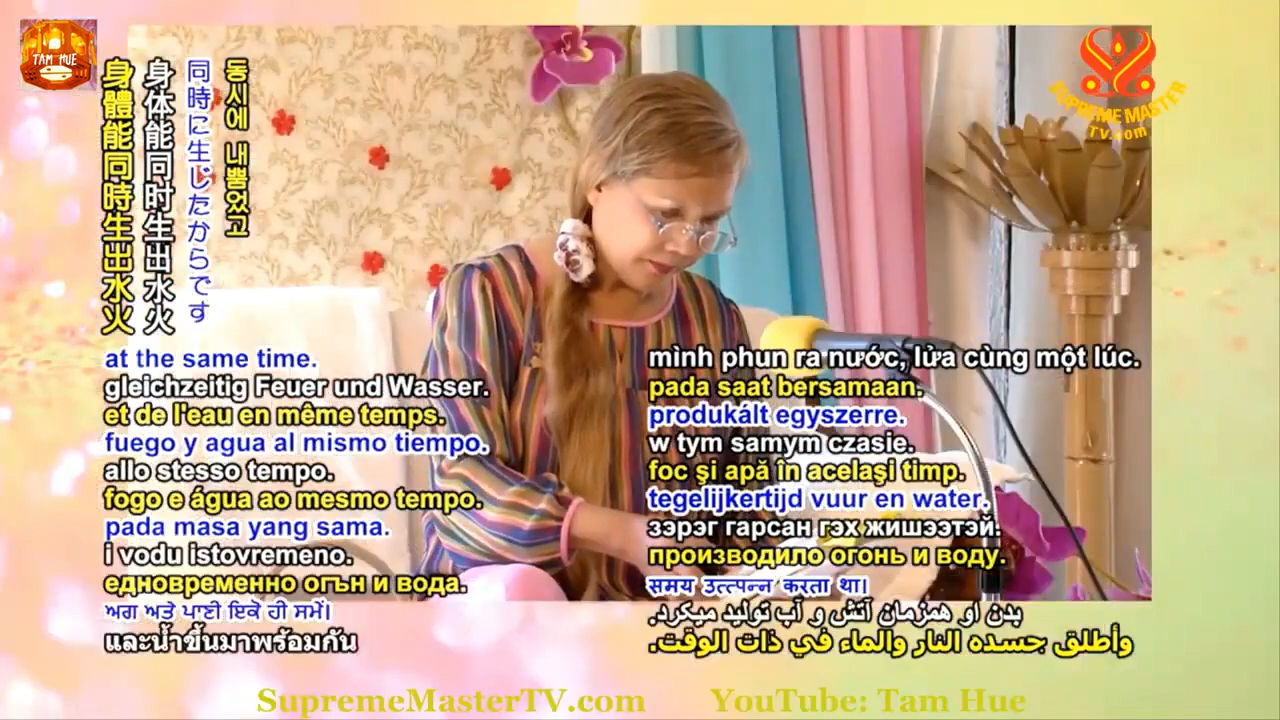 TAM HUE
SUPREME MASTER
TV.com
동시에 내뿜었고
同時に生じたからです
身体能同时生出水火
身體能同時生出水火
at the same time.
gleichzeitig Feuer und Wasser.
et de l'eau en même temps.
fuego y agua al mismo tiempo.
allo stesso tempo.
fogo e água ao mesmo tempo.
pada masa yang sama.
i vodu istovremeno.
едновременно огън и вода.
ਅਗ ਅਤੇ ਪਾਣੀ ਇਕੋ ਹੀ ਸਮੇਂ।
และน้ำขึ้นมาพร้อมกัน
mình phun ra nước, lửa cùng một lúc.
pada saat bersamaan.
produkált egyszerre.
w tym samym czasie.
foc şi apă în acelaşi timp.
tegelijkertijd vuur en water.
зэрэг гарсан гэх жишээтэй.
производило огонь и воду.
समय उत्त्पन्न करता था।
بدن او همزمان آتش و آب تولید میکرد.
وأطلق جسده النار والماء في ذات الوقت.
SupremeMasterTV.com YouTube: Tam Hue